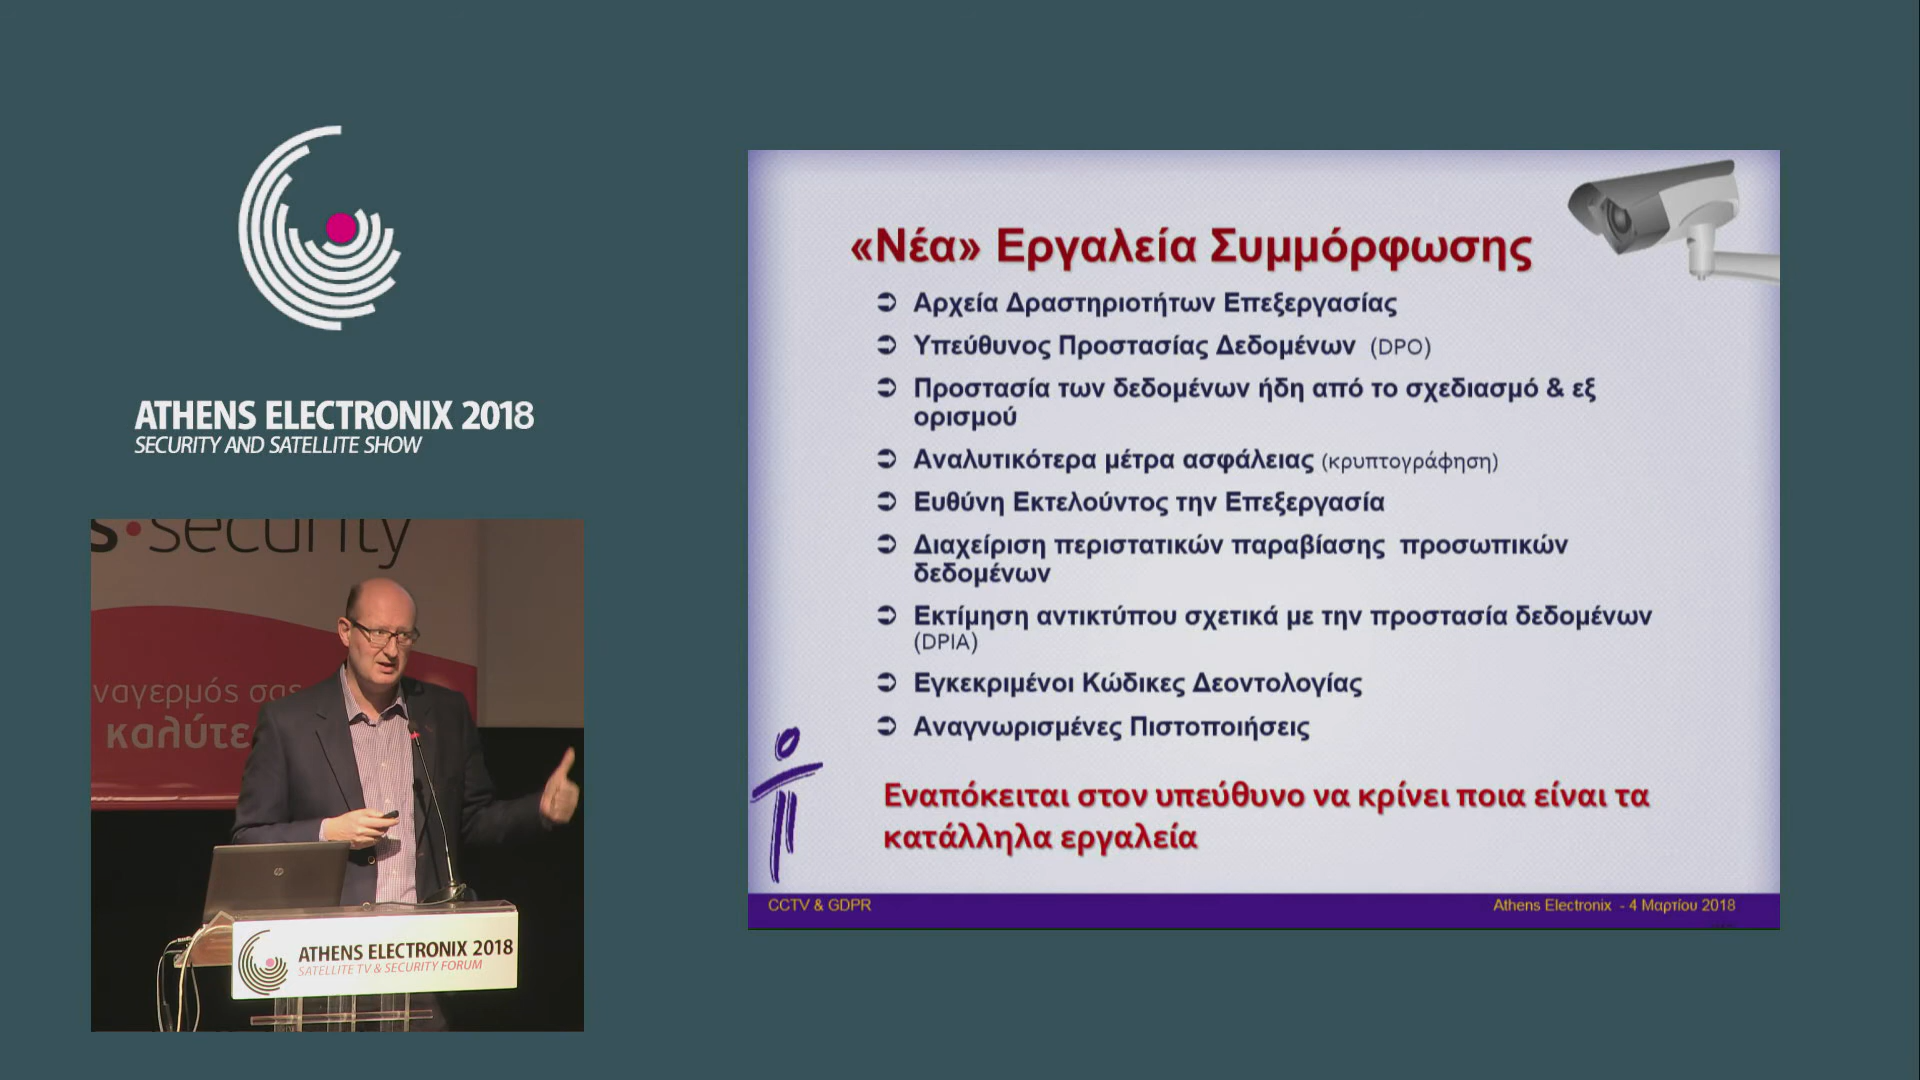 ATHENS ELECTRONIX 2018
SECURITY AND SATELLITE SHOW
s•security
ναγερμός σας
καλύτε
ATHENS ELECTRONIX 2018
SATELLITE TV & SECURITY FORUM
«Νέα» Εργαλεία Συμμόρφωσης
Αρχεία Δραστηριοτήτων Επεξεργασίας
Υπεύθυνος Προστασίας Δεδομένων (DPO)
Προστασία των δεδομένων ήδη από το σχεδιασμό & εξ
ορισμού
Αναλυτικότερα μέτρα ασφάλειας (κρυπτογράφηση)
Ευθύνη Εκτελούντος την Επεξεργασία
Διαχείριση περιστατικών παραβίασης προσωπικών
δεδομένων
Εκτίμηση αντικτύπου σχετικά με την προστασία δεδομένων
(DPIA)
Εγκεκριμένοι Κώδικες Δεοντολογίας
Αναγνωρισμένες Πιστοποιήσεις
Εναπόκειται στον υπεύθυνο να κρίνει ποια είναι τα
κατάλληλα εργαλεία
CCTV & GDPR
Athens Electronix - 4 Μαρτίου 2018